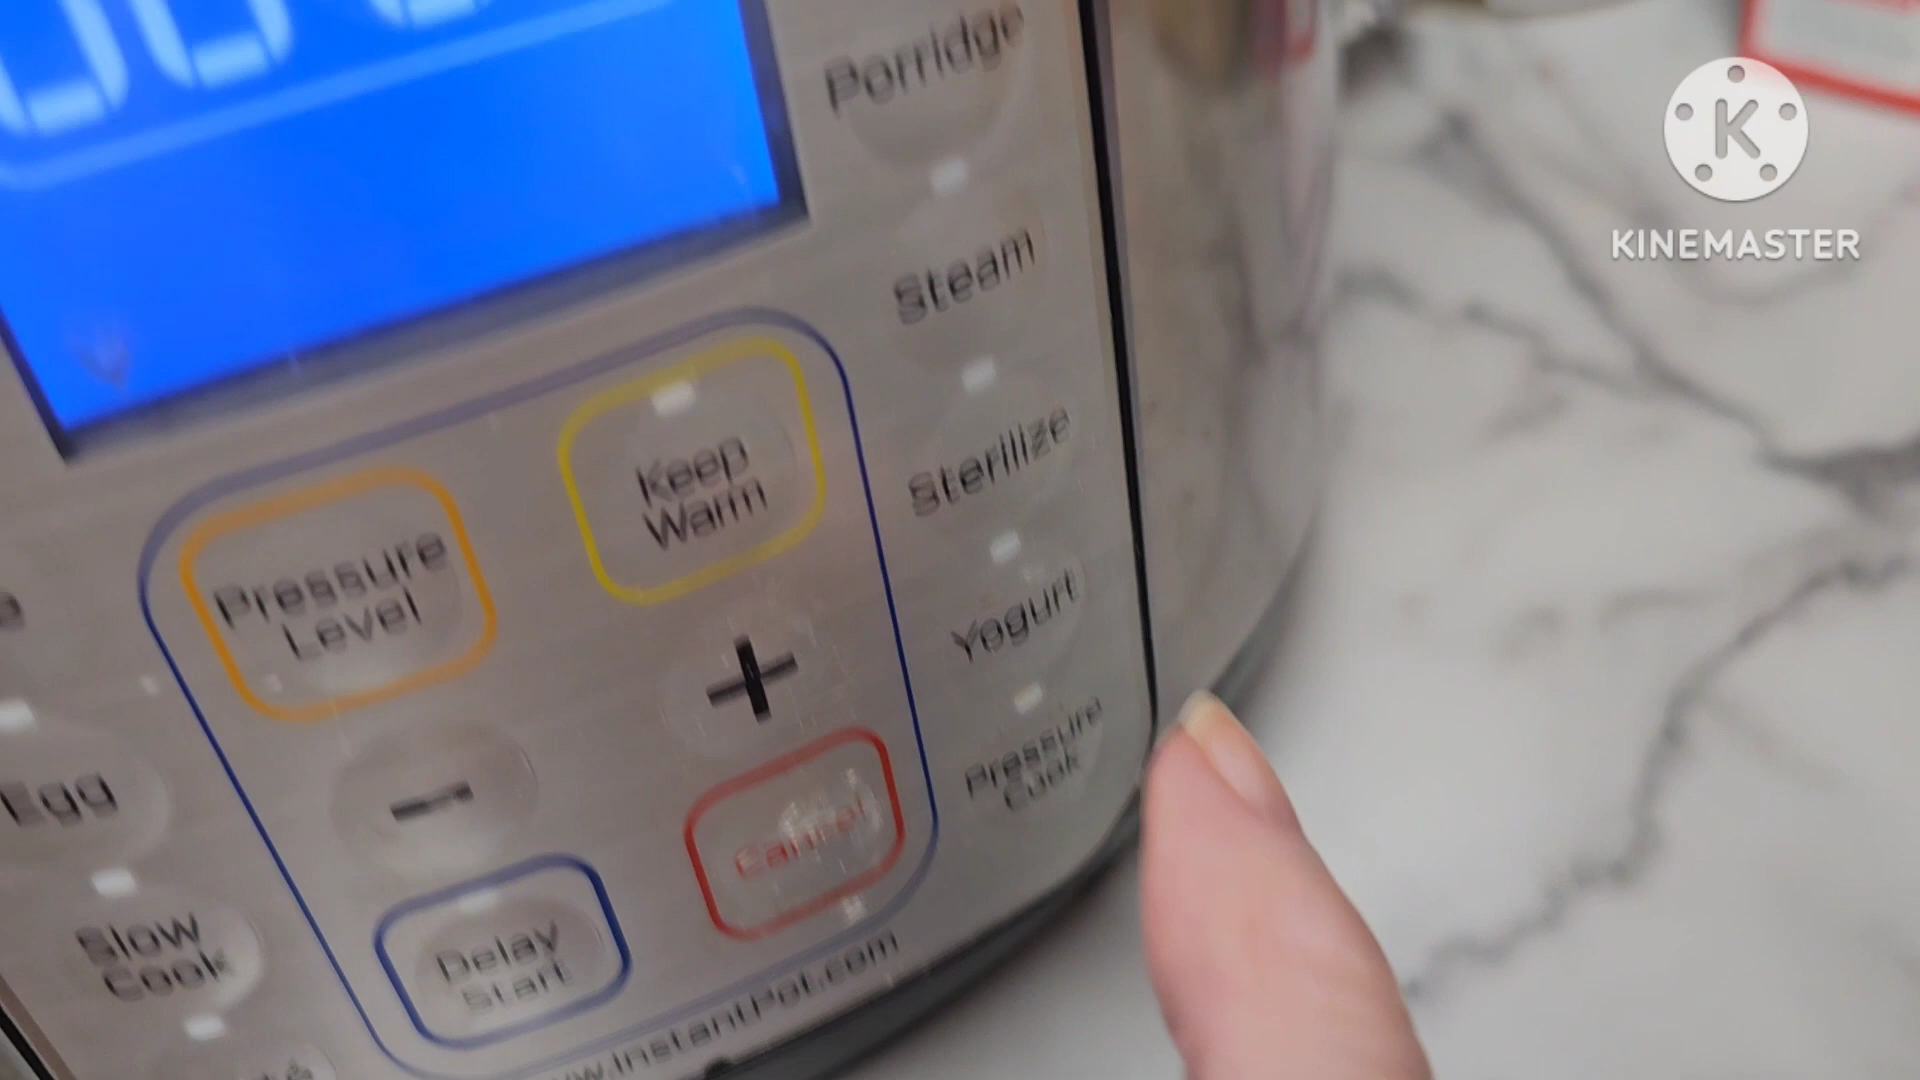 Porridge
Steam
Sterilize
Yogurt
Pressure
Cook
Keep
Warm
Pressure
Level
+
-
Cancel
Delay
Start
Egg
Slow
Cook
www.InstantPot.com
K
KINEMASTER